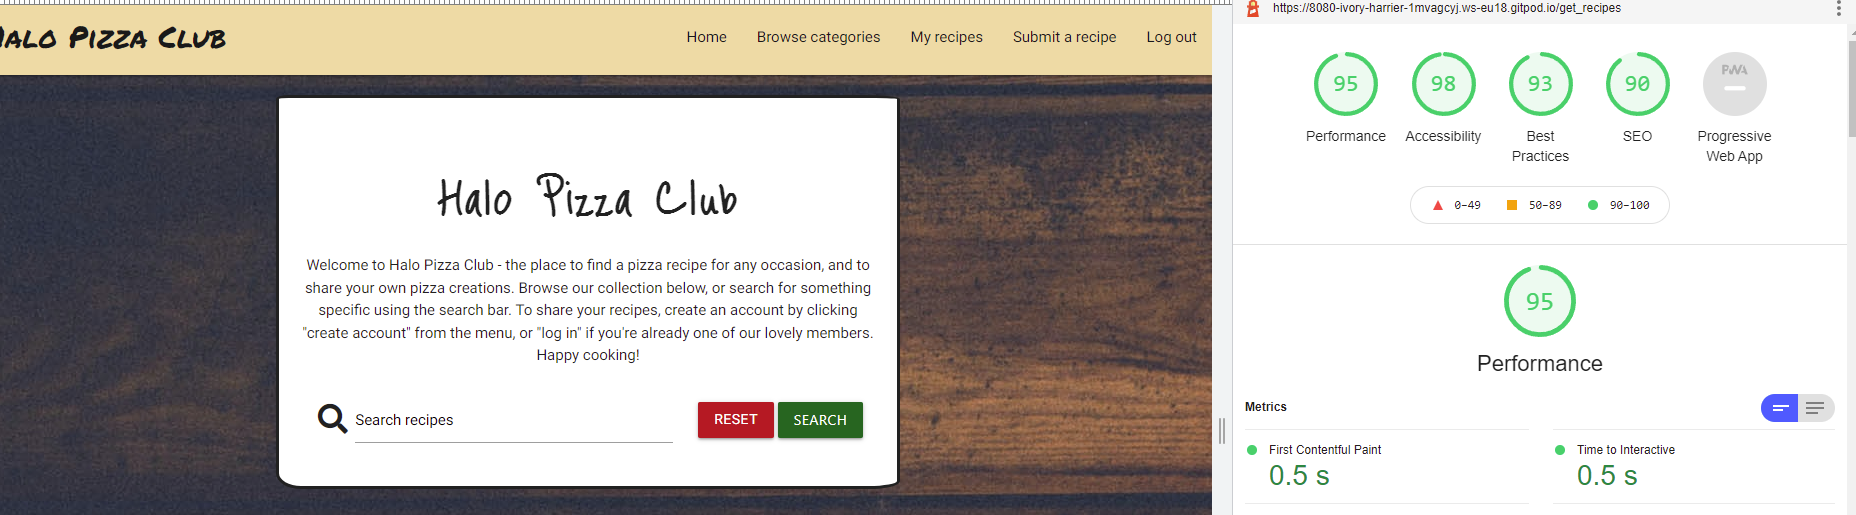 Halo Pizza Club
Home Browse categories My recipes Submit a recipe Log out
Halo Pizza Club
Welcome to Halo Pizza Club - the place to find a pizza recipe for any occasion, and to
share your own pizza creations. Browse our collection below, or search for something
specific using the search bar. To share your recipes, create an account by clicking
"create account" from the menu, or "log in" if you're already one of our lovely members.
Happy cooking!
Search recipes
RESET SEARCH
https://8080-ivory-harrier-1mvagcyj.ws-eu18.gitpod.io/get_recipes
95 98 93 90 PWA
Performance Accessibility Best Practices SEO Progressive Web App
0–49 50–89 90–100
95
Performance
Metrics
First Contentful Paint
0.5 s
Time to Interactive
0.5 s